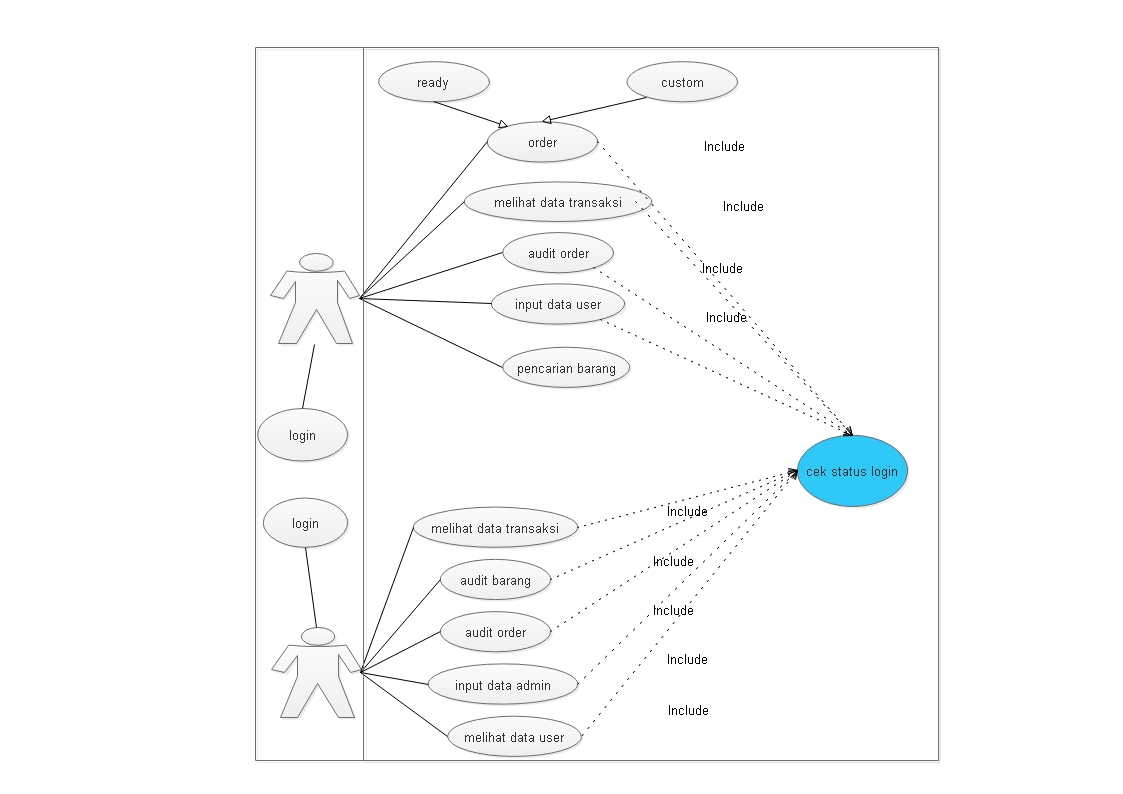 ready
custom
order
Include
melihat data transaksi
Include
audit order
Include
input data user
Include
pencarian barang
login
cek status login
login
melihat data transaksi
Include
audit barang
Include
audit order
Include
input data admin
Include
melihat data user
Include